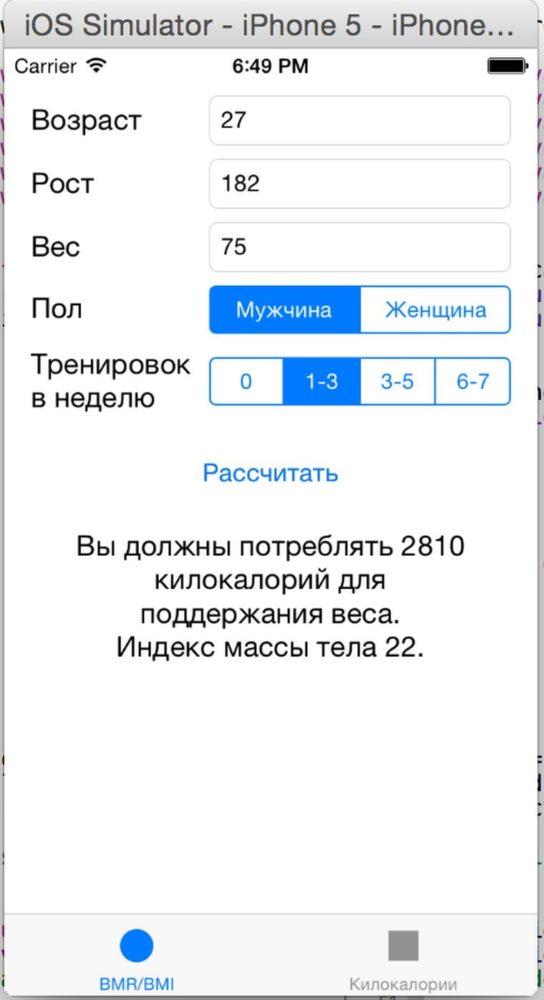 iOS Simulator - iPhone 5 - iPhone...
Carrier 6:49 PM
Возраст 27
Рост 182
Вес 75
Пол Мужчина Женщина
Тренировок
в неделю 0 1-3 3-5 6-7
Рассчитать
Вы должны потреблять 2810
килокалорий для
поддержания веса.
Индекс массы тела 22.
BMR/BMI Килокалории